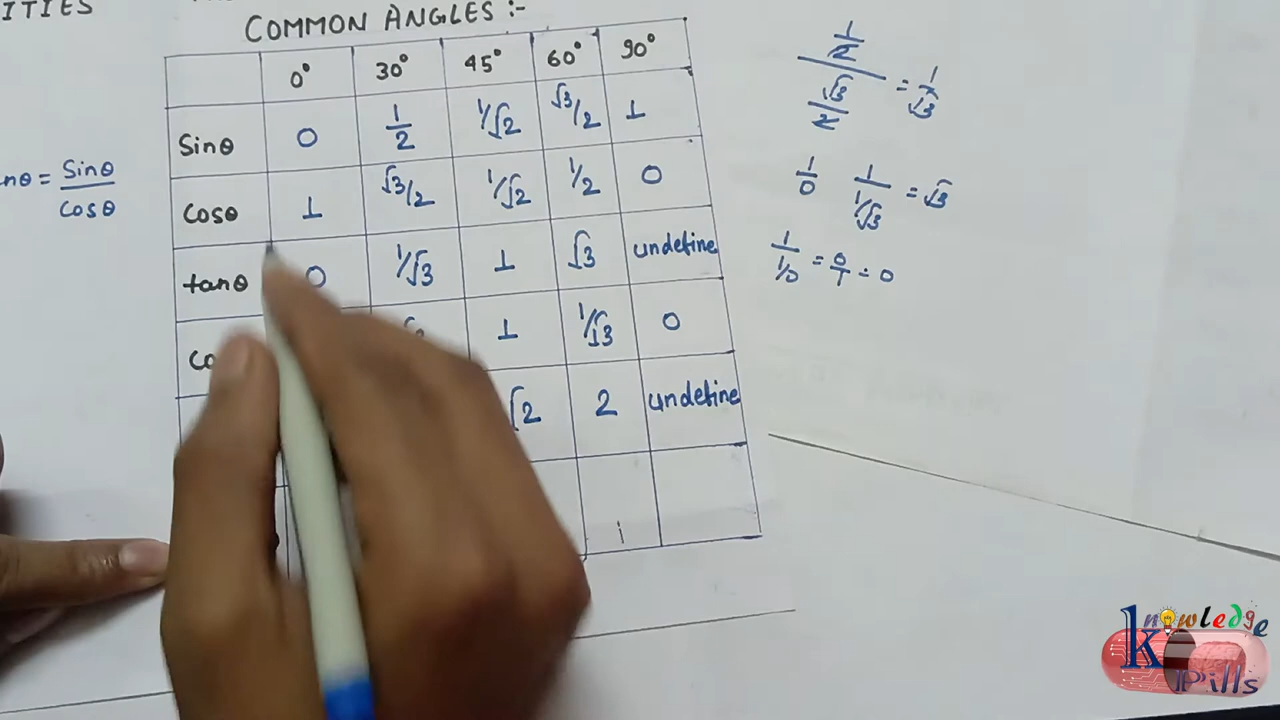 ITIES
COMMON ANGLES :-
0° 30° 45° 60° 90°
Sinθ 0 1/2 1/√2 √3/2 1
Cosθ 1 √3/2 1/√2 1/2 0
tanθ 0 1/√3 1 √3 undefine
1 1/√3 0
√2 2 undefine
nθ = Sinθ/Cosθ
1/2 / √3/2 = 1/√3
1/0 1/1/√3 = √3
1/1/0 = 0/1 = 0
knowledge
Pills